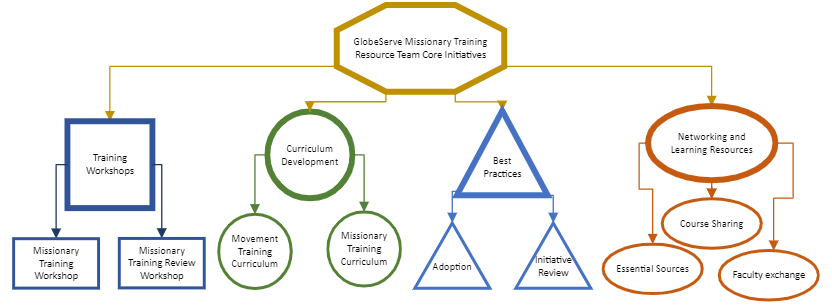 GlobeServe Missionary Training
Resource Team Core Initiatives
Training
Workshops
Curriculum
Development
Best
Practices
Networking and
Learning Resources
Missionary
Training
Workshop
Missionary
Training Review
Workshop
Movement
Training
Curriculum
Missionary
Training
Curriculum
Adoption
Initiative
Review
Essential Sources
Course Sharing
Faculty exchange